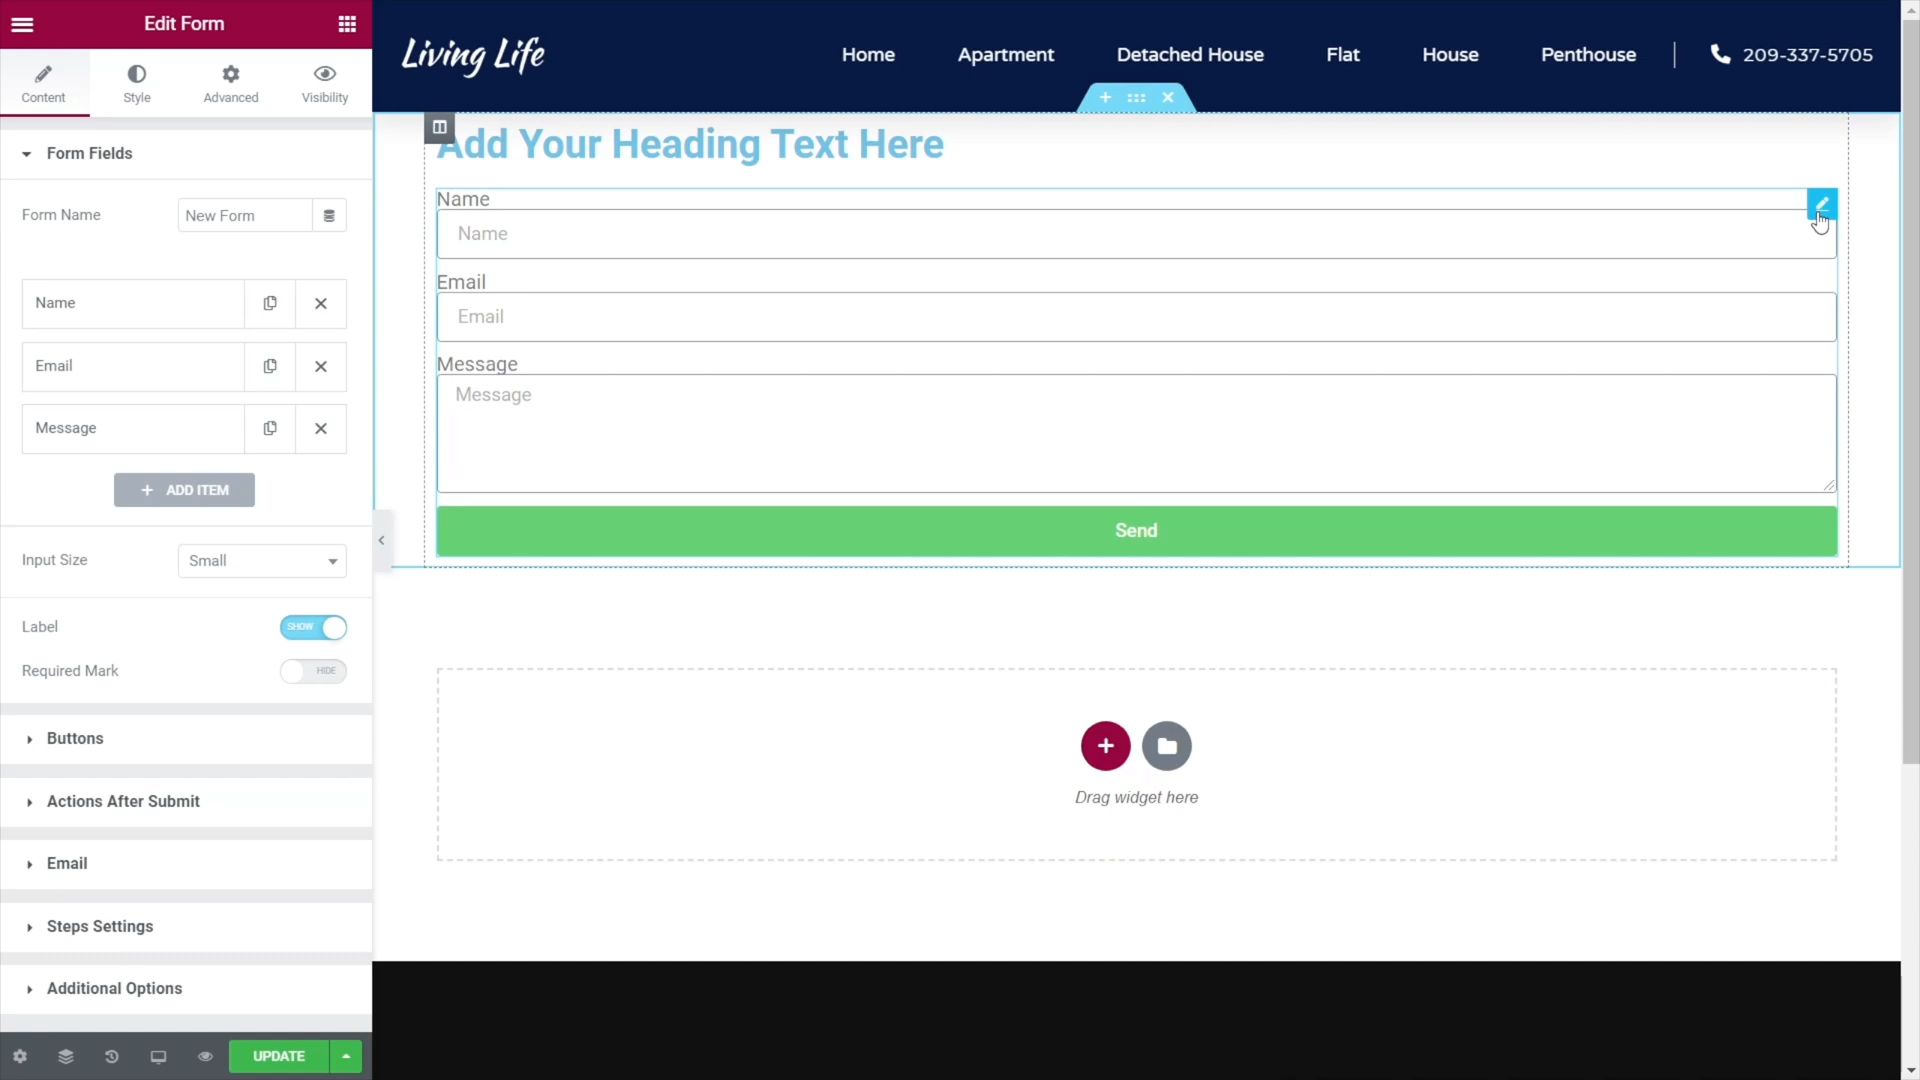 Edit Form
Content
Style
Advanced
Visibility
Form Fields
Form Name
New Form
Name
Email
Message
ADD ITEM
Input Size
Small
Label
SHOW
Required Mark
HIDE
Buttons
Actions After Submit
Email
Steps Settings
Additional Options
UPDATE
Living Life
Home
Apartment
Detached House
Flat
House
Penthouse
209-337-5705
Add Your Heading Text Here
Name
Name
Email
Email
Message
Message
Send
Drag widget here